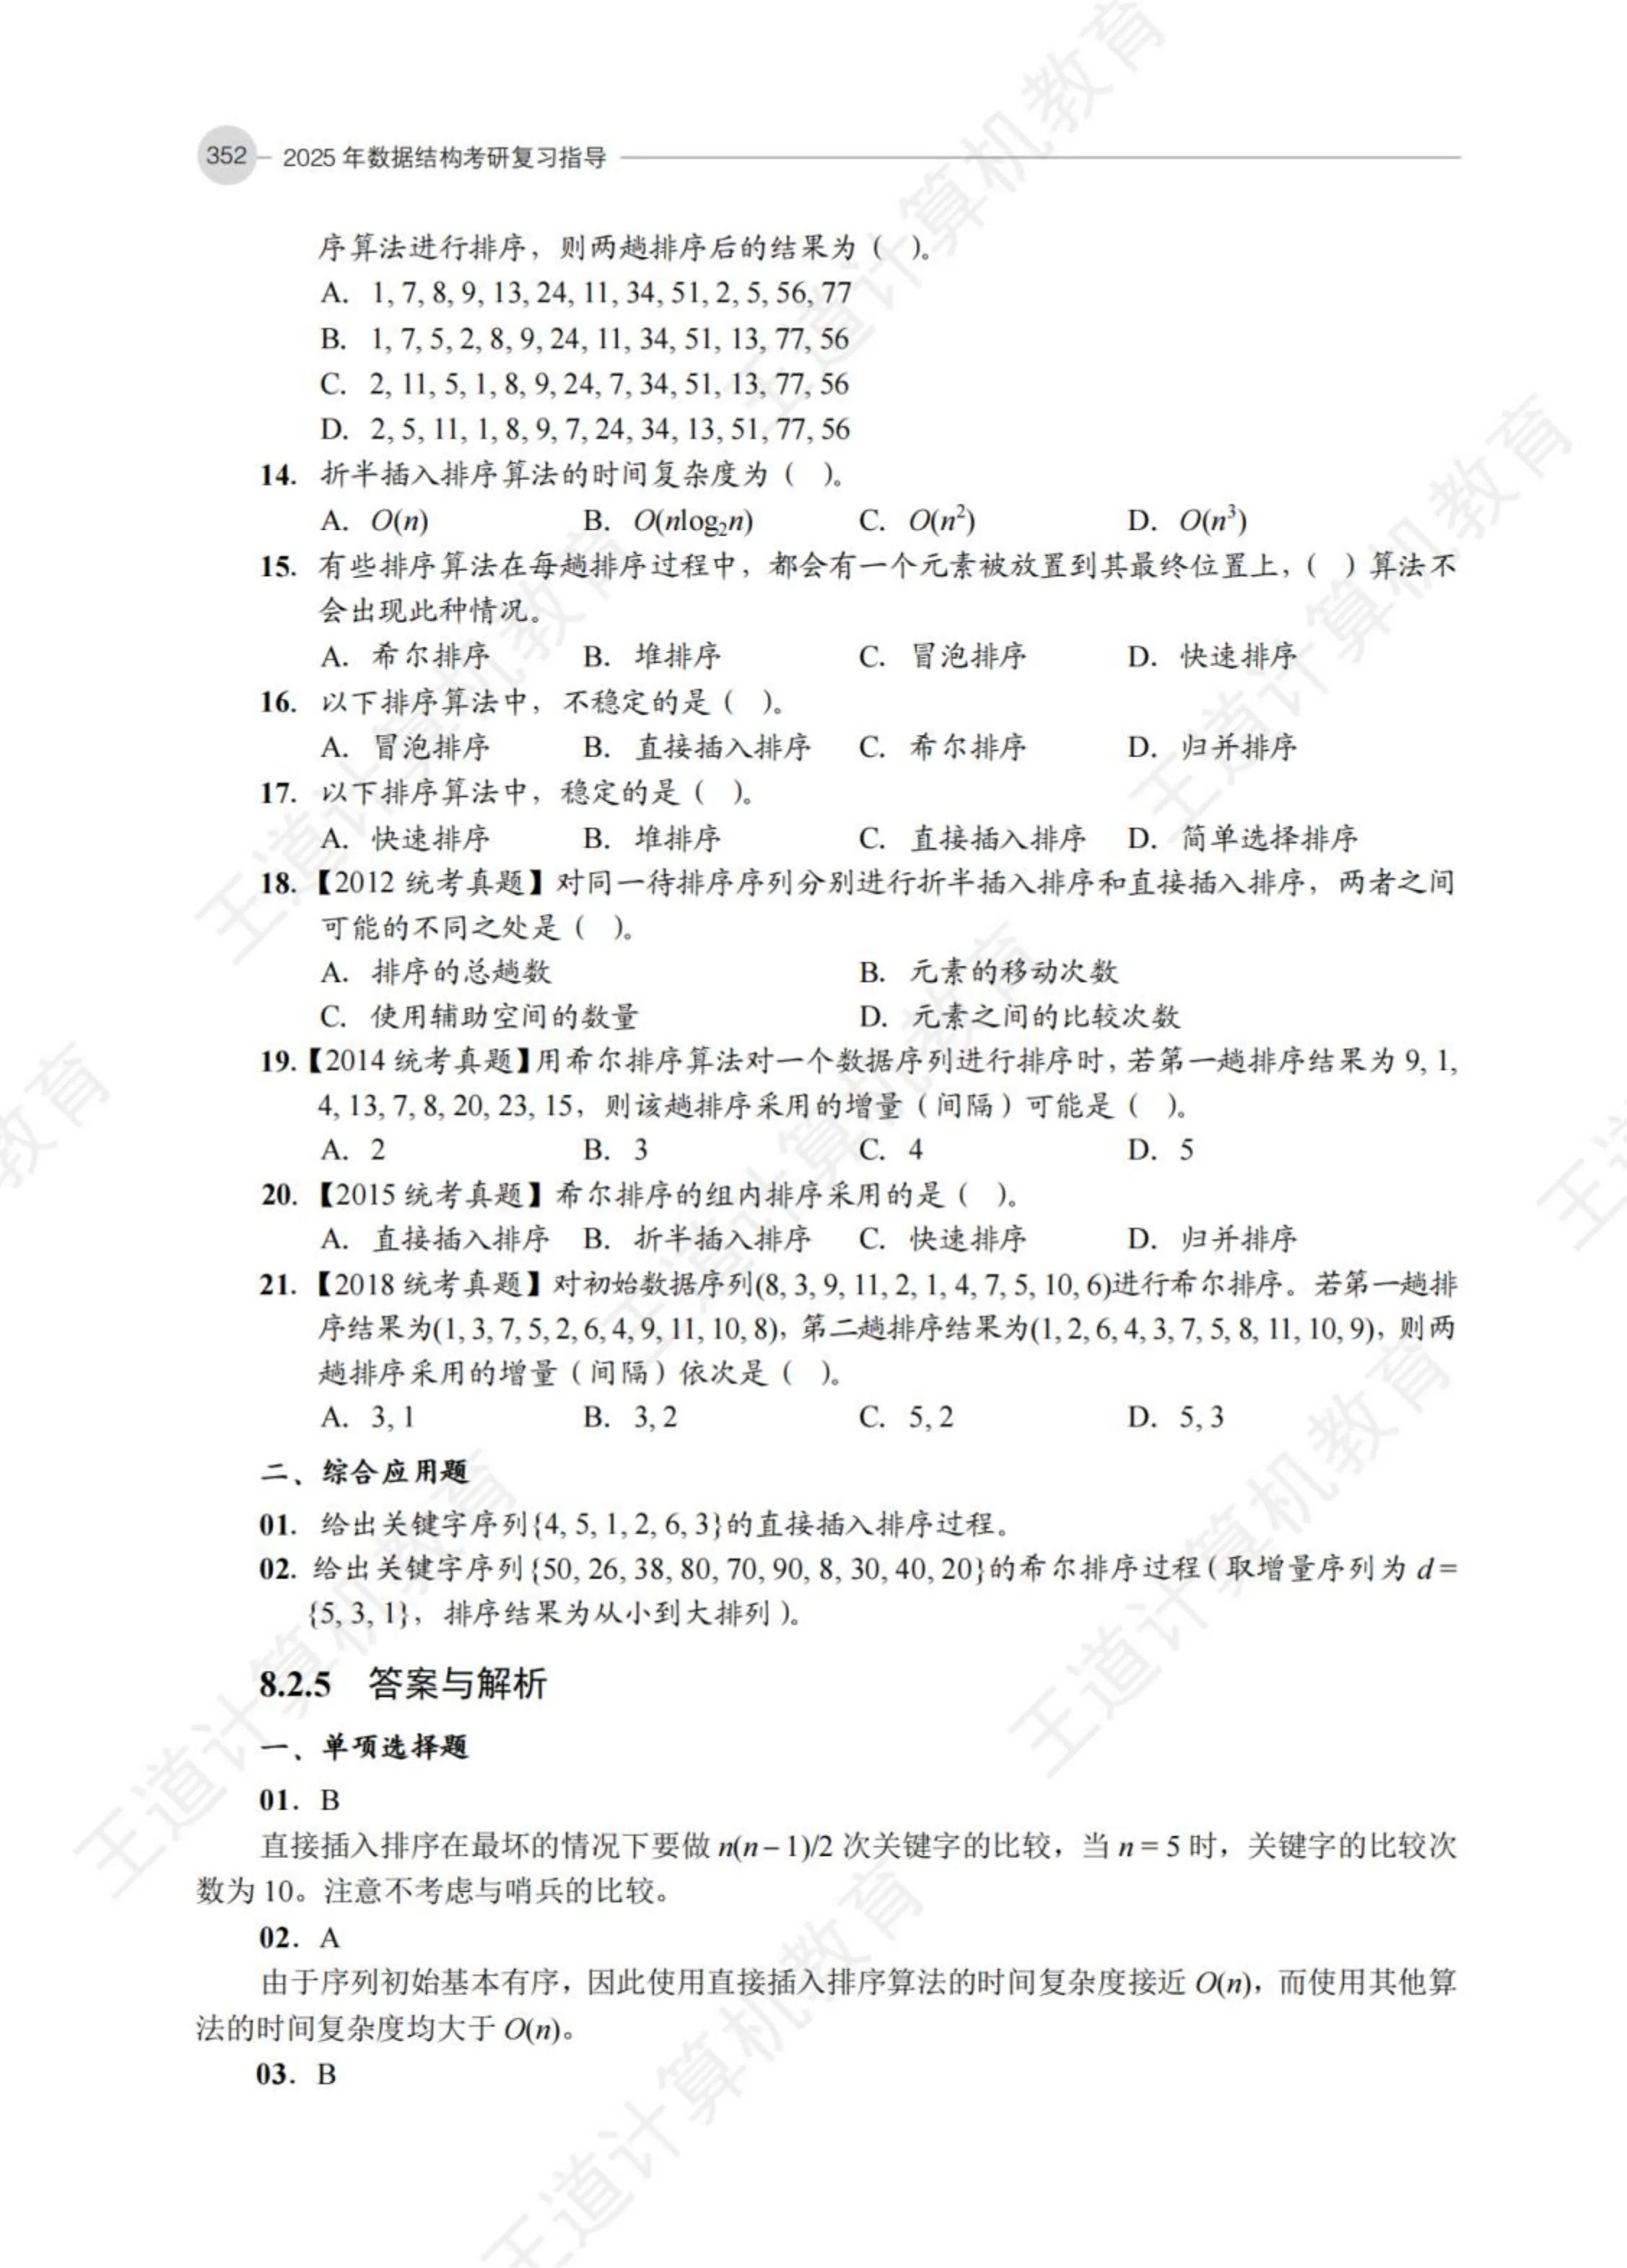 352 2025 年数据结构考研复习指导
序算法进行排序，则两趟排序后的结果为（ ）。
A. 1, 7, 8, 9, 13, 24, 11, 34, 51, 2, 5, 56, 77
B. 1, 7, 5, 2, 8, 9, 24, 11, 34, 51, 13, 77, 56
C. 2, 11, 5, 1, 8, 9, 24, 7, 34, 51, 13, 77, 56
D. 2, 5, 11, 1, 8, 9, 7, 24, 34, 13, 51, 77, 56
14. 折半插入排序算法的时间复杂度为（ ）。
A. O(n) B. O(nlog₂n) C. O(n²) D. O(n³)
15. 有些排序算法在每趟排序过程中，都会有一个元素被放置到其最终位置上，（ ）算法不
会出现此种情况。
A. 希尔排序 B. 堆排序 C. 冒泡排序 D. 快速排序
16. 以下排序算法中，不稳定的是（ ）。
A. 冒泡排序 B. 直接插入排序 C. 希尔排序 D. 归并排序
17. 以下排序算法中，稳定的是（ ）。
A. 快速排序 B. 堆排序 C. 直接插入排序 D. 简单选择排序
18. 【2012 统考真题】对同一待排序序列分别进行折半插入排序和直接插入排序，两者之间
可能的不同之处是（ ）。
A. 排序的总趟数 B. 元素的移动次数
C. 使用辅助空间的数量 D. 元素之间的比较次数
19. 【2014 统考真题】用希尔排序算法对一个数据序列进行排序时，若第一趟排序结果为 9, 1,
4, 13, 7, 8, 20, 23, 15，则该趟排序采用的增量（间隔）可能是（ ）。
A. 2 B. 3 C. 4 D. 5
20. 【2015 统考真题】希尔排序的组内排序采用的是（ ）。
A. 直接插入排序 B. 折半插入排序 C. 快速排序 D. 归并排序
21. 【2018 统考真题】对初始数据序列(8, 3, 9, 11, 2, 1, 4, 7, 5, 10, 6)进行希尔排序。若第一趟排
序结果为(1, 3, 7, 5, 2, 6, 4, 9, 11, 10, 8)，第二趟排序结果为(1, 2, 6, 4, 3, 7, 5, 8, 11, 10, 9)，则两
趟排序采用的增量（间隔）依次是（ ）。
A. 3, 1 B. 3, 2 C. 5, 2 D. 5, 3
二、综合应用题
01. 给出关键字序列{4, 5, 1, 2, 6, 3}的直接插入排序过程。
02. 给出关键字序列{50, 26, 38, 80, 70, 90, 8, 30, 40, 20}的希尔排序过程（取增量序列为 d =
{5, 3, 1}，排序结果为从小到大排列）。
8.2.5 答案与解析
一、单项选择题
01. B
直接插入排序在最坏的情况下要做 n(n – 1)/2 次关键字的比较，当 n = 5 时，关键字的比较次
数为 10。注意不考虑与哨兵的比较。
02. A
由于序列初始基本有序，因此使用直接插入排序算法的时间复杂度接近 O(n)，而使用其他算
法的时间复杂度均大于 O(n)。
03. B